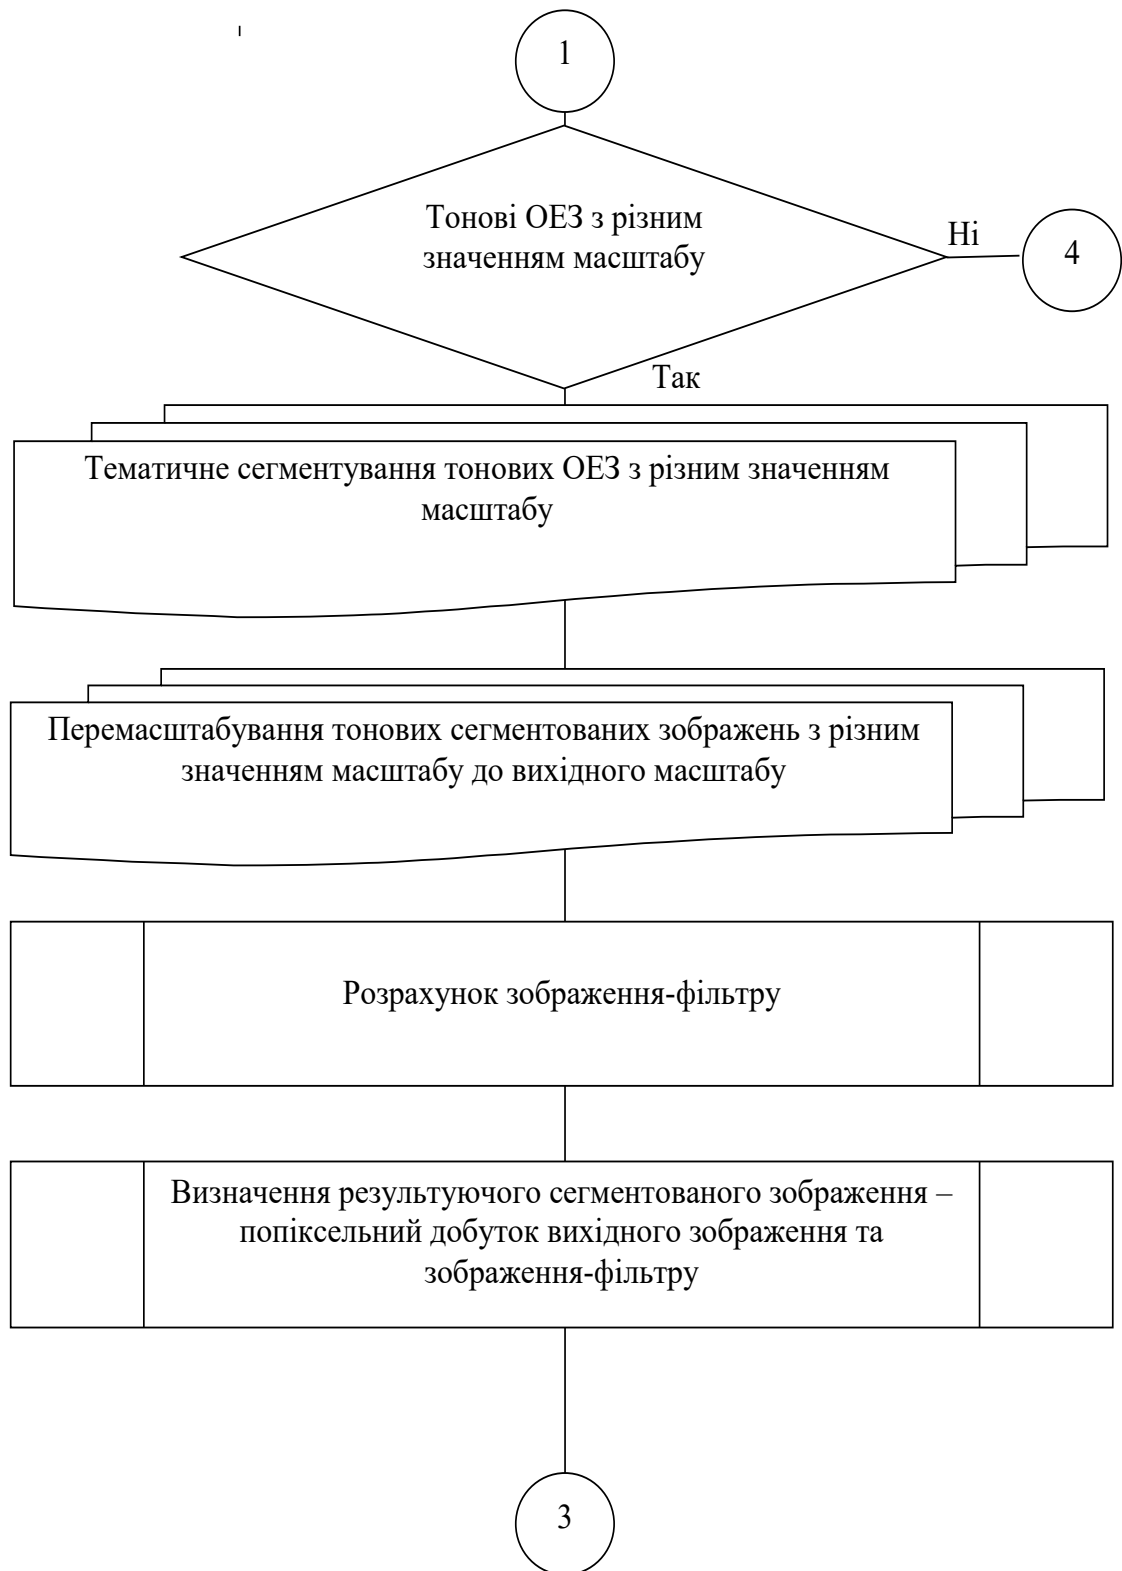 1
Тонові ОЕЗ з різним
значенням масштабу
Ні
4
Так
Тематичне сегментування тонових ОЕЗ з різним значенням
масштабу
Перемасштабування тонових сегментованих зображень з різним
значенням масштабу до вихідного масштабу
Розрахунок зображення-фільтру
Визначення результуючого сегментованого зображення –
попіксельний добуток вихідного зображення та
зображення-фільтру
3